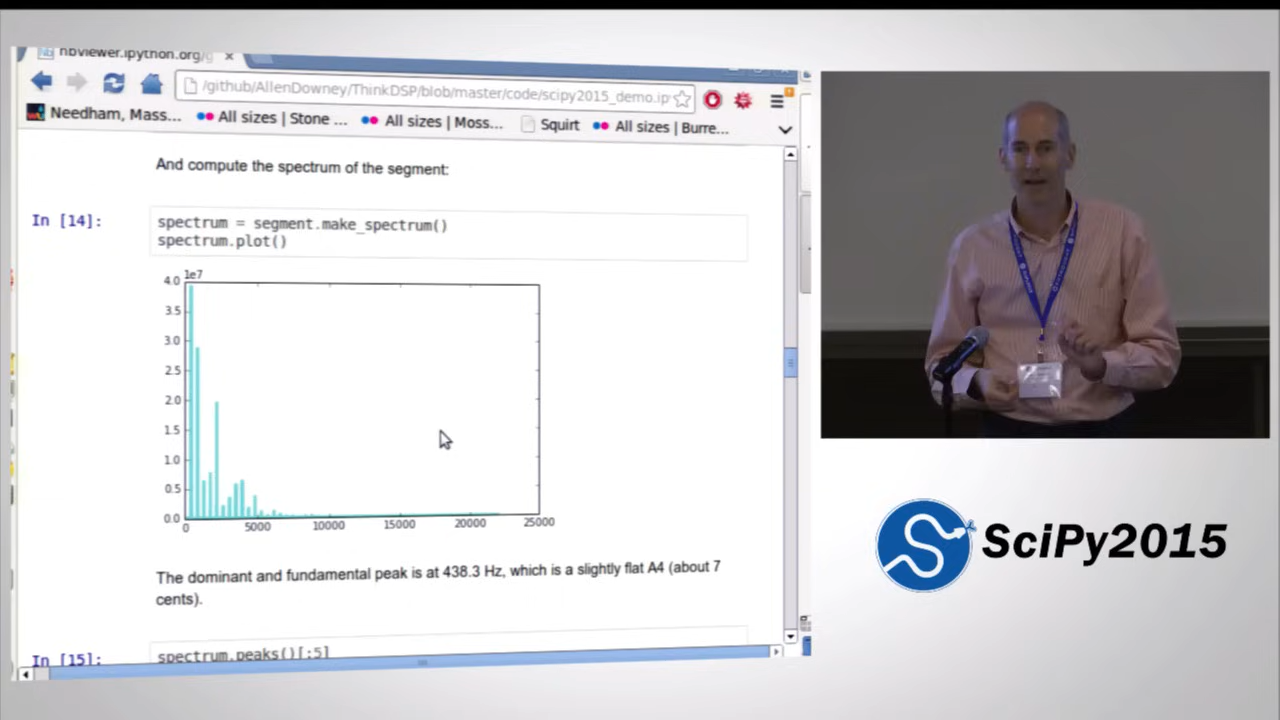 nbviewer.ipython.org/g
/github/AllenDowney/ThinkDSP/blob/master/code/scipy2015_demo.ip
Needham, Mass... All sizes | Stone ... All sizes | Moss... Squirt All sizes | Burre...
And compute the spectrum of the segment:
In [14]:
spectrum = segment.make_spectrum()
spectrum.plot()
1e7
4.0
3.5
3.0
2.5
2.0
1.5
1.0
0.5
0.0
0 5000 10000 15000 20000 25000
The dominant and fundamental peak is at 438.3 Hz, which is a slightly flat A4 (about 7
cents).
In [15]:
spectrum.peaks()[:5]
SciPy2015